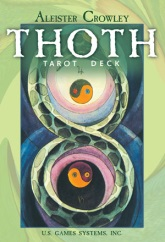 ALEISTER CROWLEY
THOTH
TAROT DECK
U.S. GAMES SYSTEMS, INC.